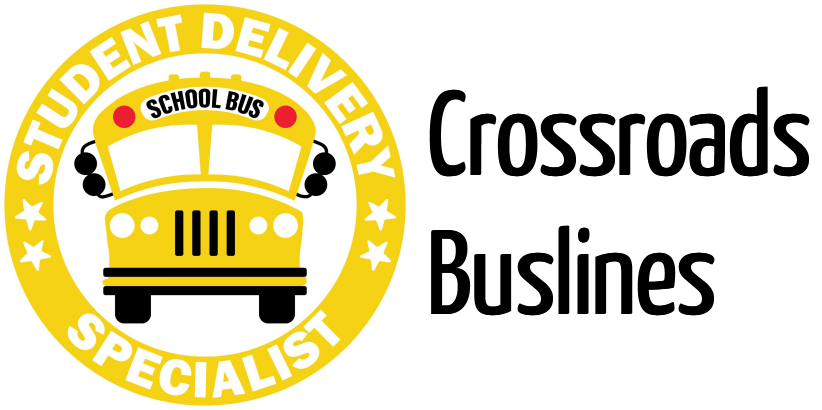 STUDENT DELIVERY
SCHOOL BUS
SPECIALIST
Crossroads
Buslines